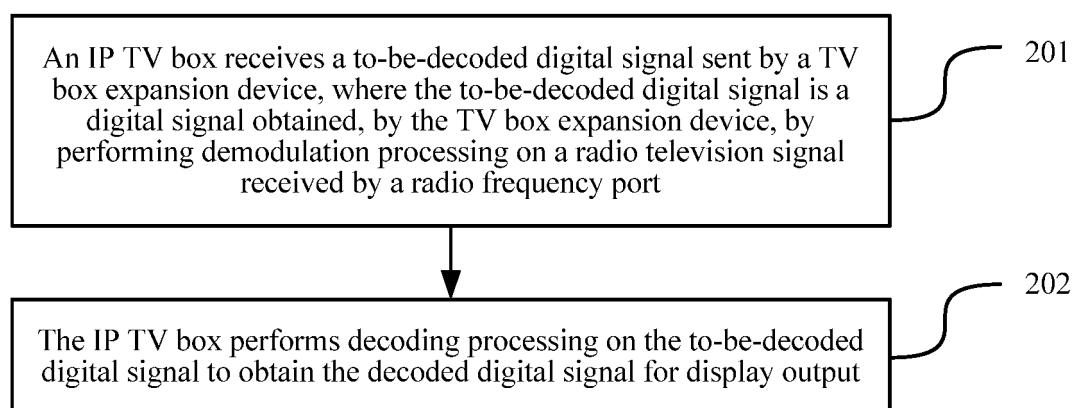 An IP TV box receives a to-be-decoded digital signal sent by a TV
box expansion device, where the to-be-decoded digital signal is a
digital signal obtained, by the TV box expansion device, by
performing demodulation processing on a radio television signal
received by a radio frequency port
201
The IP TV box performs decoding processing on the to-be-decoded
digital signal to obtain the decoded digital signal for display output
202